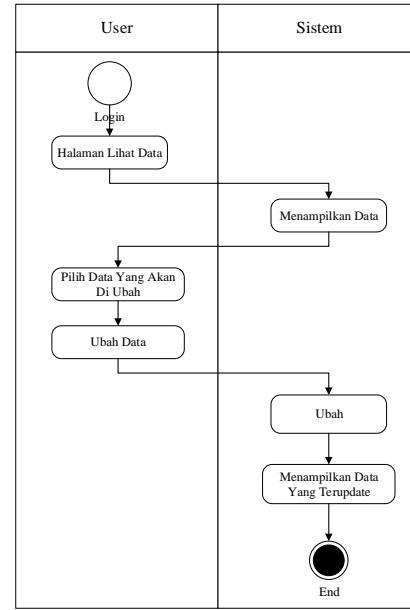 User
Sistem
Login
Halaman Lihat Data
Menampilkan Data
Pilih Data Yang Akan
Di Ubah
Ubah Data
Ubah
Menampilkan Data
Yang Terupdate
End